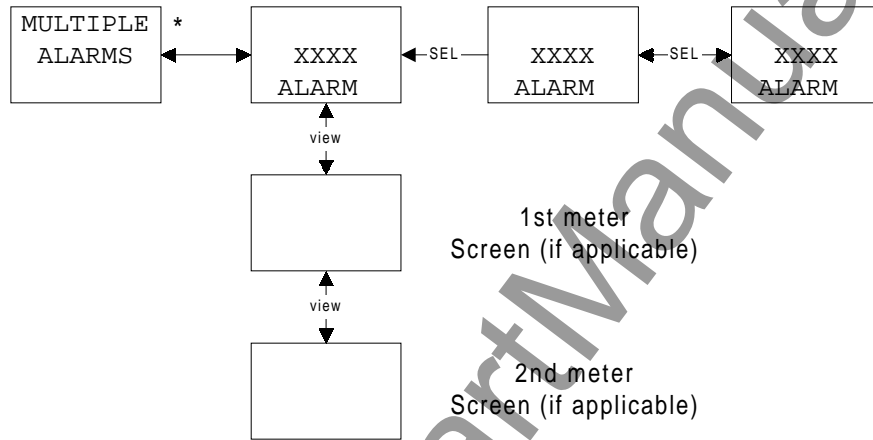 MULTIPLE *
ALARMS
XXXX
ALARM
SEL
XXXX
ALARM
SEL
XXXX
ALARM
view
1st meter
Screen (if applicable)
view
2nd meter
Screen (if applicable)